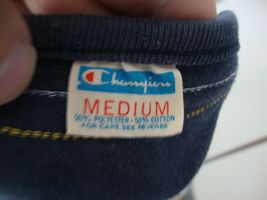 Champion
MEDIUM
50% POLYESTER - 50% COTTON
FOR CARE SEE REVERSE